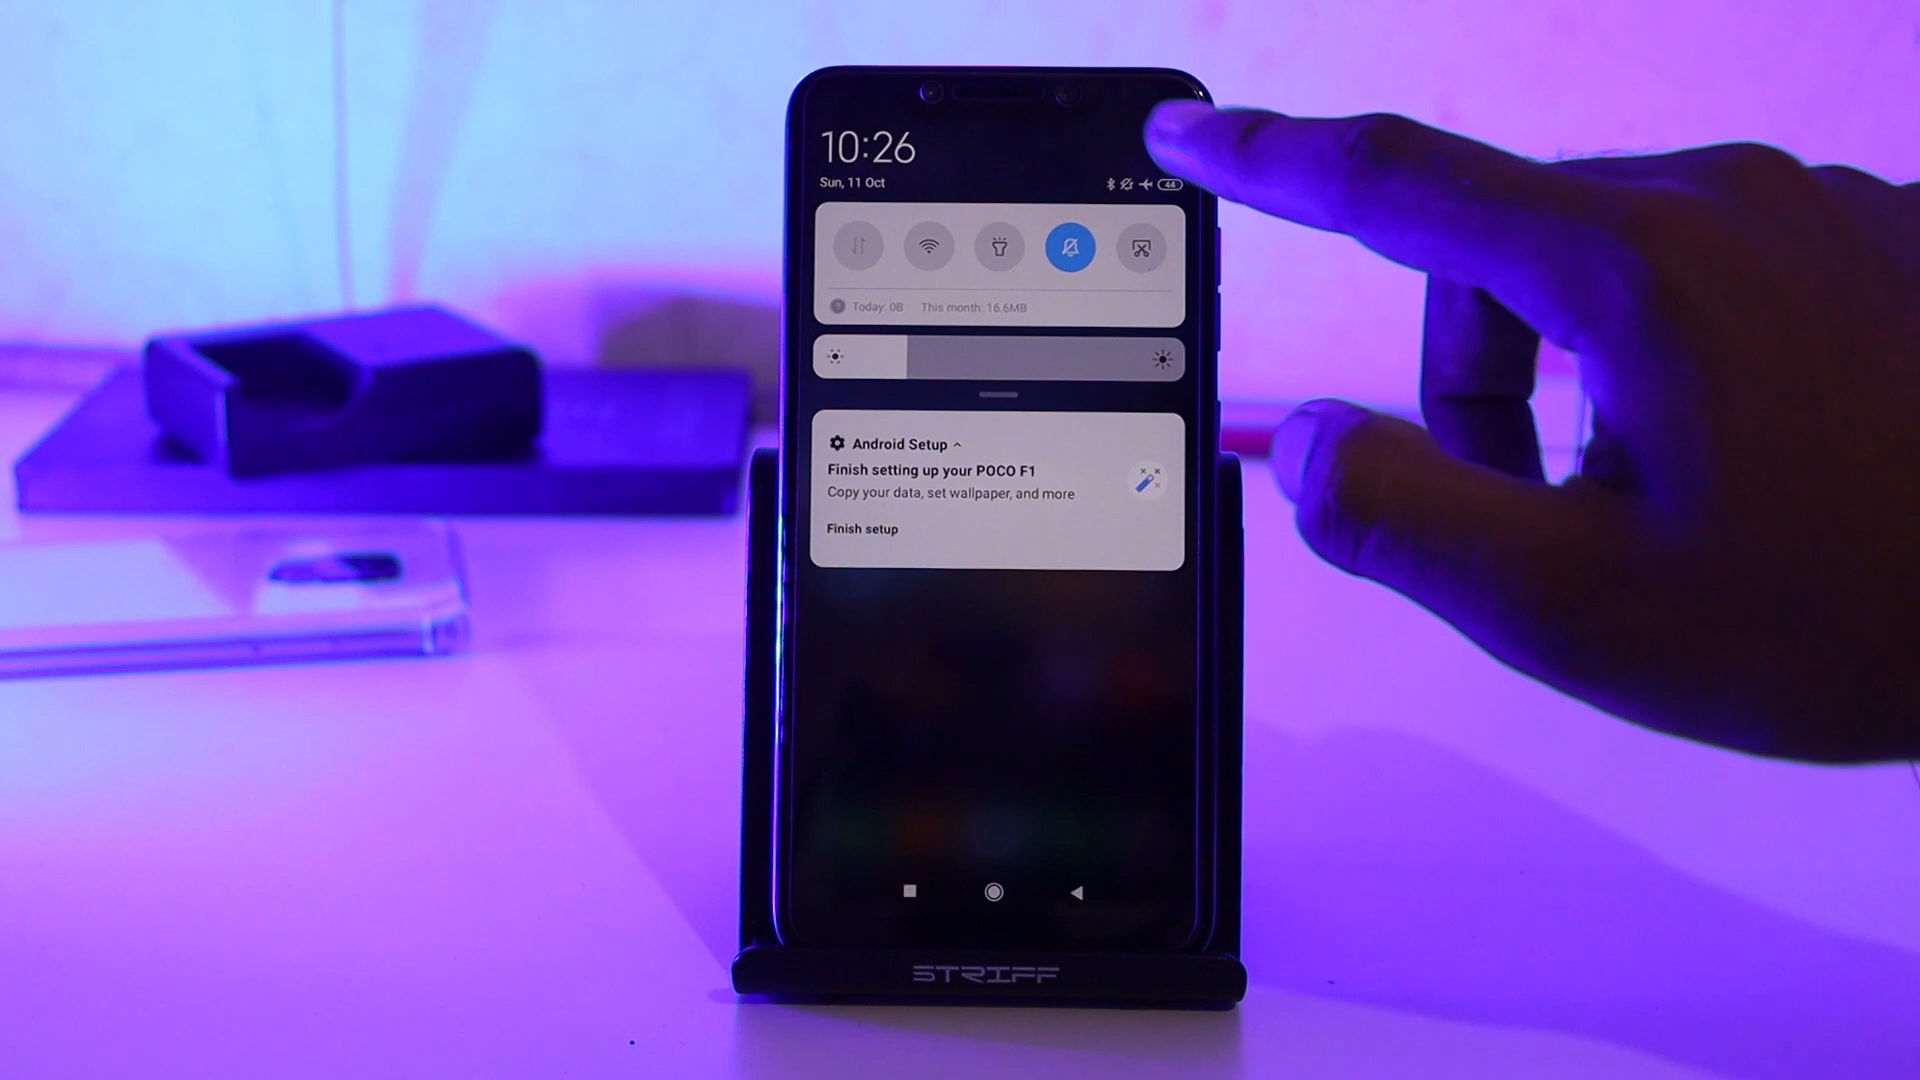 10:26
Sun, 11 Oct
44
Today: 0B This month: 16.6MB
Android Setup
Finish setting up your POCO F1
Copy your data, set wallpaper, and more
Finish setup
STRIFF